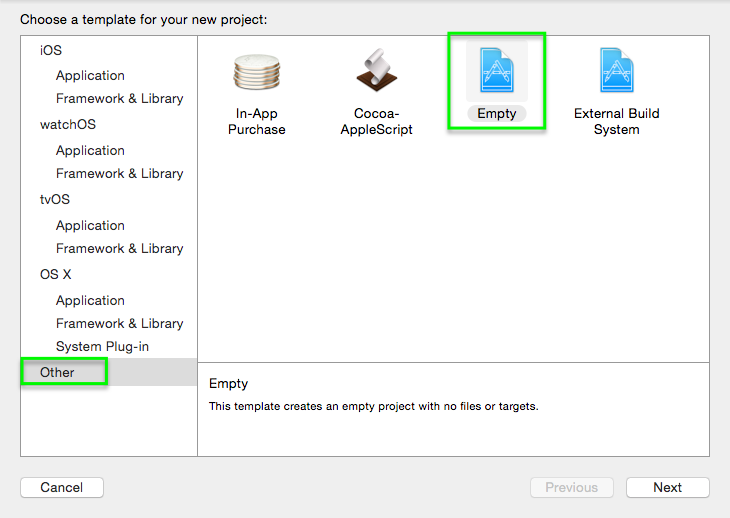 Choose a template for your new project:
iOS
Application
Framework & Library
watchOS
Application
Framework & Library
tvOS
Application
Framework & Library
OS X
Application
Framework & Library
System Plug-in
Other
In-App
Purchase
Cocoa-
AppleScript
Empty
External Build
System
Empty
This template creates an empty project with no files or targets.
Cancel
Previous
Next